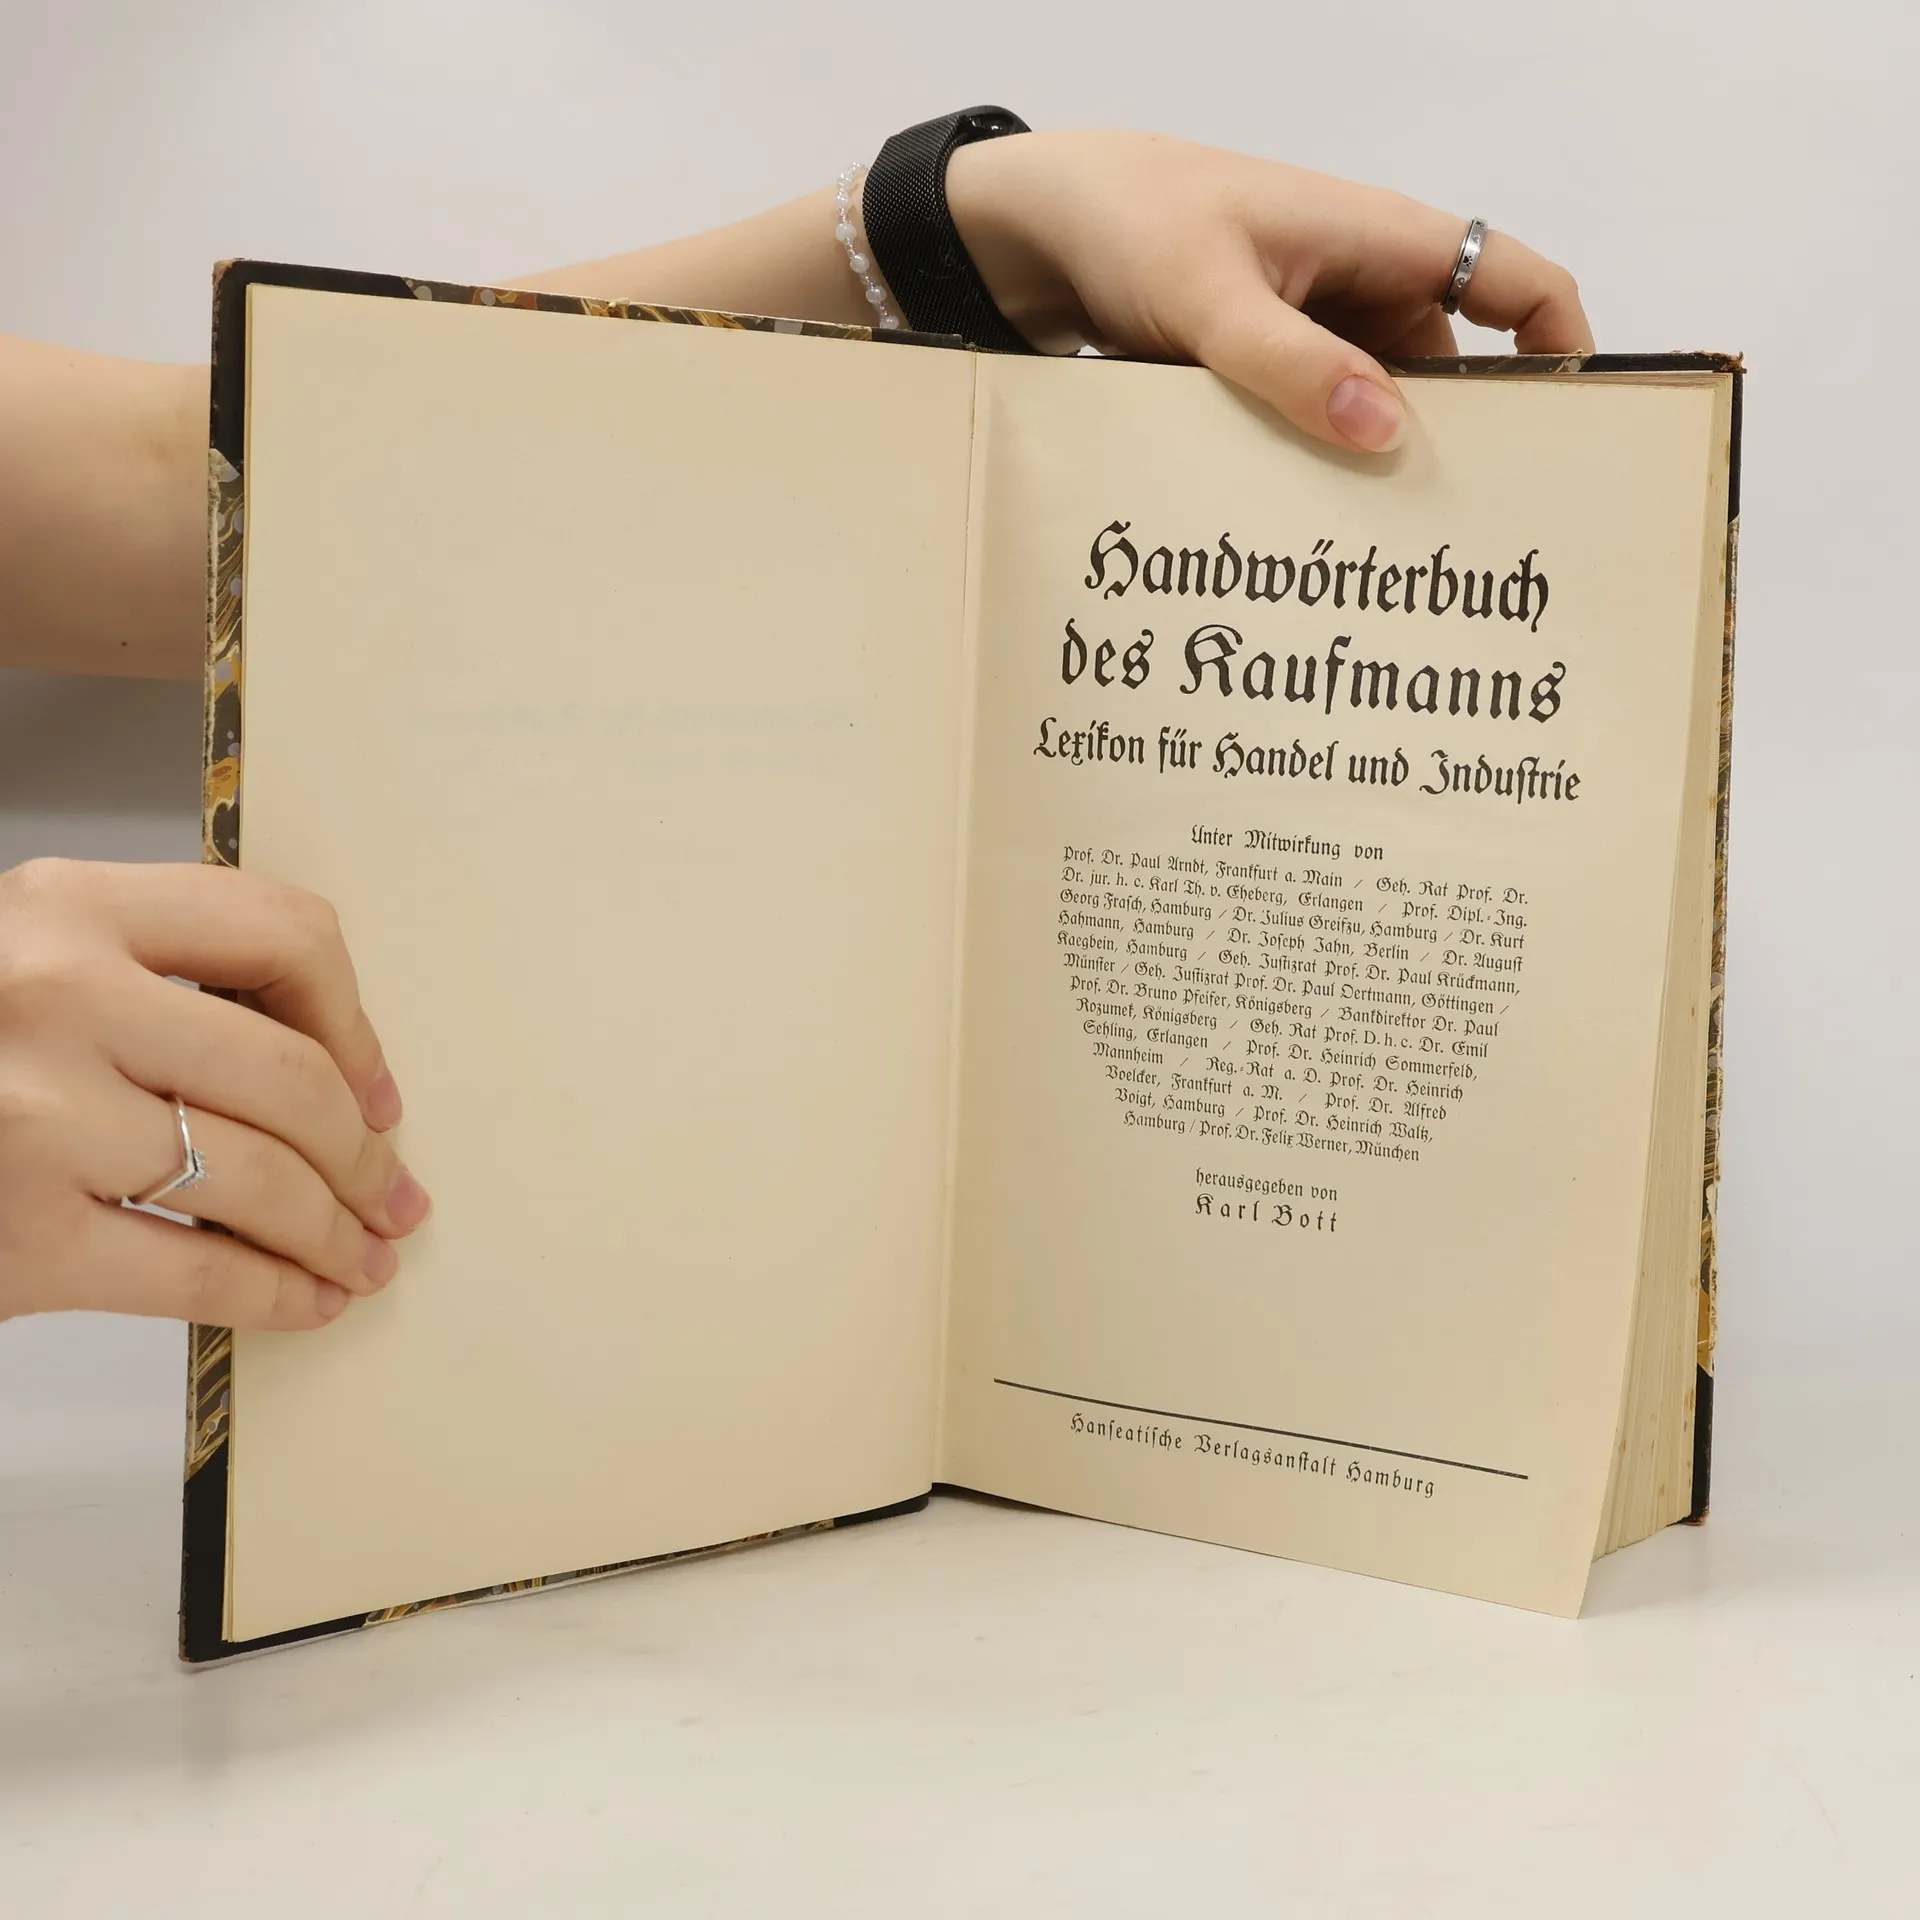 Handwörterbuch
des Kaufmanns
Lexikon für Handel und Industrie
Unter Mitwirkung von
Prof. Dr. Paul Arndt, Frankfurt a. Main / Geh. Rat Prof. Dr.
Dr. jur. h. c. Karl Th. v. Eheberg, Erlangen / Prof. Dipl.-Ing.
Georg Frasch, Hamburg / Dr. Julius Greifzu, Hamburg / Dr. Kurt
Hahmann, Hamburg / Dr. Joseph Jahn, Berlin / Dr. August
Kaegbein, Hamburg / Geh. Justizrat Prof. Dr. Paul Krückmann,
Münster / Geh. Justizrat Prof. Dr. Paul Oertmann, Göttingen /
Prof. Dr. Bruno Pfeifer, Königsberg / Bankdirektor Dr. Paul
Rozumek, Königsberg / Geh. Rat Prof. D. h. c. Dr. Emil
Sehling, Erlangen / Prof. Dr. Heinrich Sommerfeld,
Mannheim / Reg.-Rat a. D. Prof. Dr. Heinrich
Voelcker, Frankfurt a. M. / Prof. Dr. Alfred
Voigt, Hamburg / Prof. Dr. Heinrich Waltz,
Hamburg / Prof. Dr. Felix Werner, München
herausgegeben von
Karl Bott
Hanseatische Verlagsanstalt Hamburg